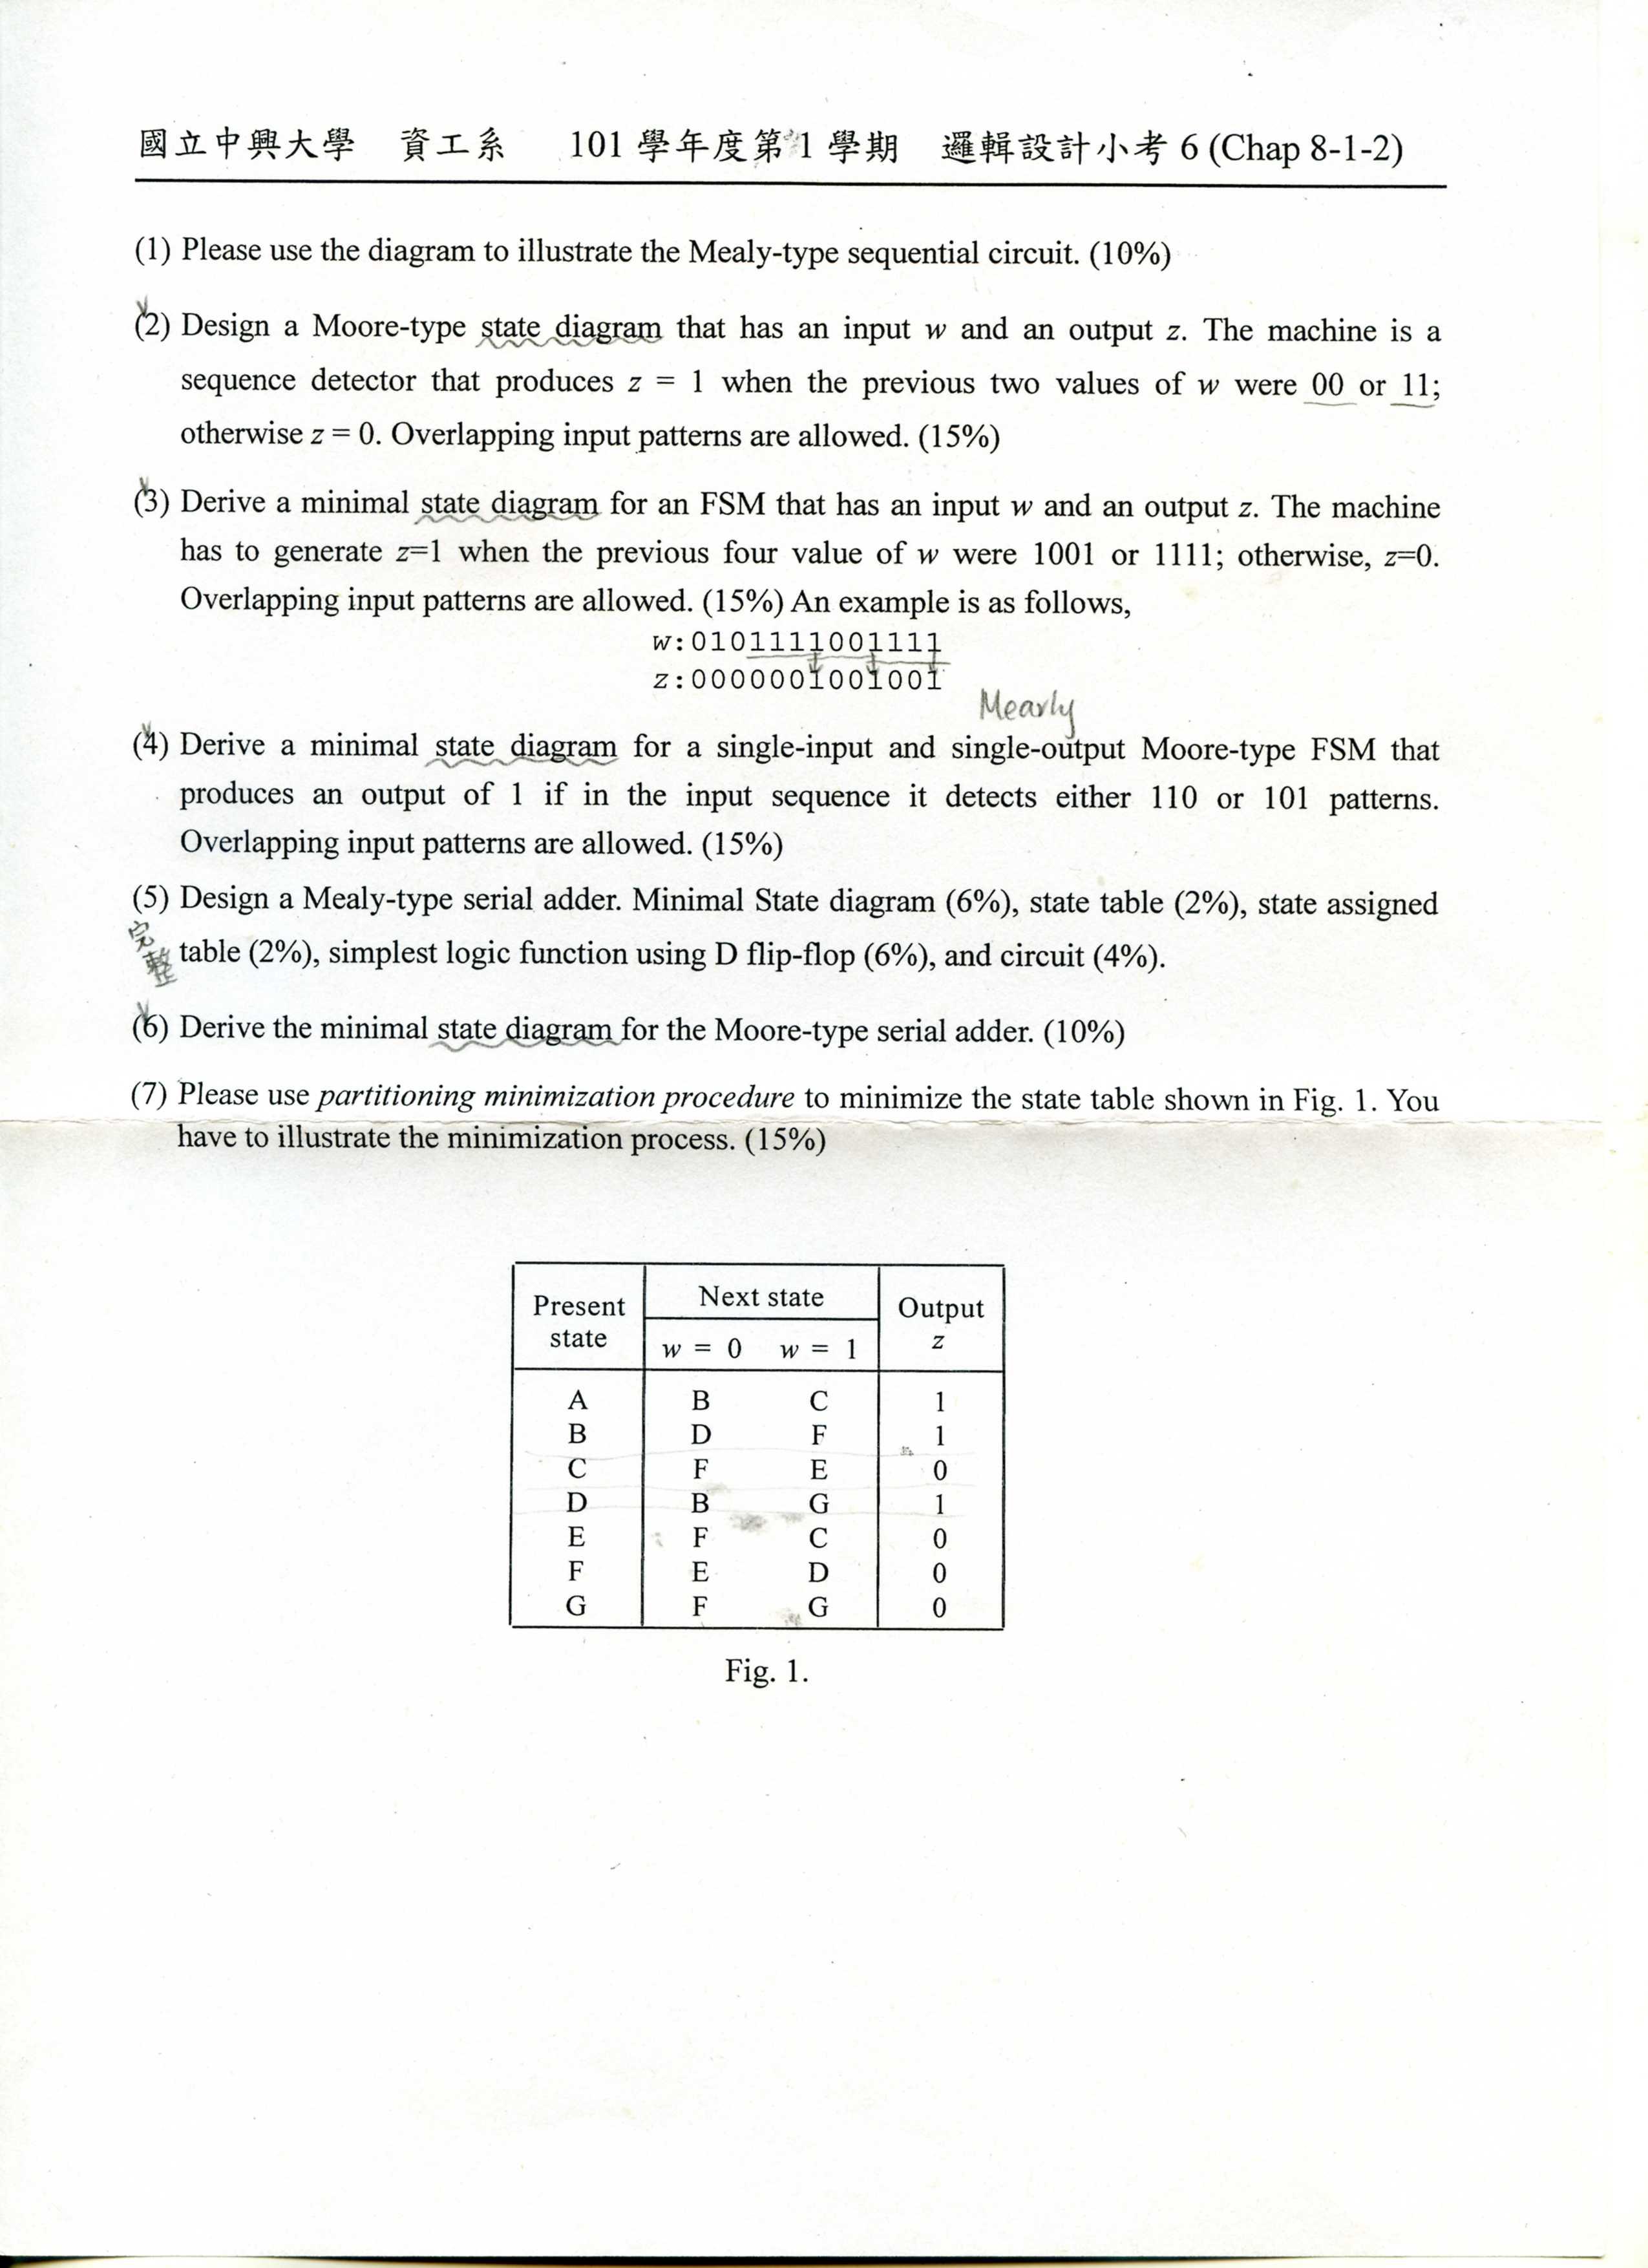 國立中興大學 資工系 101 學年度第 1 學期 邏輯設計小考 6 (Chap 8-1-2)
(1) Please use the diagram to illustrate the Mealy-type sequential circuit. (10%)
(2) Design a Moore-type state diagram that has an input w and an output z. The machine is a
sequence detector that produces z = 1 when the previous two values of w were 00 or 11;
otherwise z = 0. Overlapping input patterns are allowed. (15%)
(3) Derive a minimal state diagram for an FSM that has an input w and an output z. The machine
has to generate z=1 when the previous four value of w were 1001 or 1111; otherwise, z=0.
Overlapping input patterns are allowed. (15%) An example is as follows,
w:0101111001111
z:0000001001001
Mearly
(4) Derive a minimal state diagram for a single-input and single-output Moore-type FSM that
produces an output of 1 if in the input sequence it detects either 110 or 101 patterns.
Overlapping input patterns are allowed. (15%)
(5) Design a Mealy-type serial adder. Minimal State diagram (6%), state table (2%), state assigned
完整 table (2%), simplest logic function using D flip-flop (6%), and circuit (4%).
(6) Derive the minimal state diagram for the Moore-type serial adder. (10%)
(7) Please use partitioning minimization procedure to minimize the state table shown in Fig. 1. You
have to illustrate the minimization process. (15%)
Present state Next state Output z
w = 0 w = 1
A B C 1
B D F 1
C F E 0
D B G 1
E F C 0
F E D 0
G F G 0
Fig. 1.